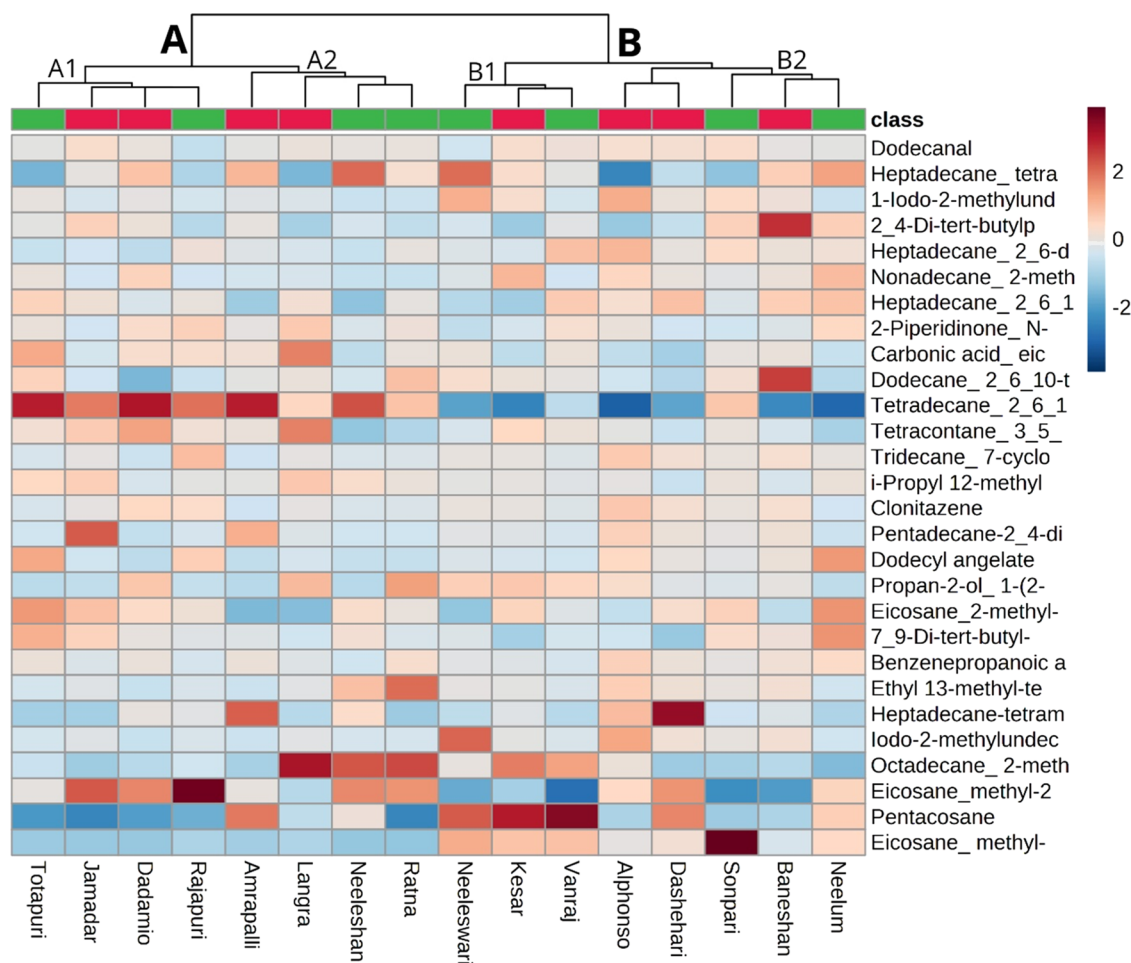 A
B
A1
A2
B1
B2
class
Dodecanal
Heptadecane_ tetra
1-Iodo-2-methylund
2_4-Di-tert-butylp
Heptadecane_ 2_6-d
Nonadecane_ 2-meth
Heptadecane_ 2_6_1
2-Piperidinone_ N-
Carbonic acid_ eic
Dodecane_ 2_6_10-t
Tetradecane_ 2_6_1
Tetracontane_ 3_5_
Tridecane_ 7-cyclo
i-Propyl 12-methyl
Clonitazene
Pentadecane-2_4-di
Dodecyl angelate
Propan-2-ol_ 1-(2-
Eicosane_2-methyl-
7_9-Di-tert-butyl-
Benzenepropanoic a
Ethyl 13-methyl-te
Heptadecane-tetram
Iodo-2-methylundec
Octadecane_ 2-meth
Eicosane_methyl-2
Pentacosane
Eicosane_ methyl-
2
0
-2
Totapuri
Jamadar
Dadamio
Rajapuri
Amrapalli
Langra
Neeleshan
Ratna
Neeleswari
Kesar
Vanraj
Alphonso
Dashehari
Sonpari
Baneshan
Neelum